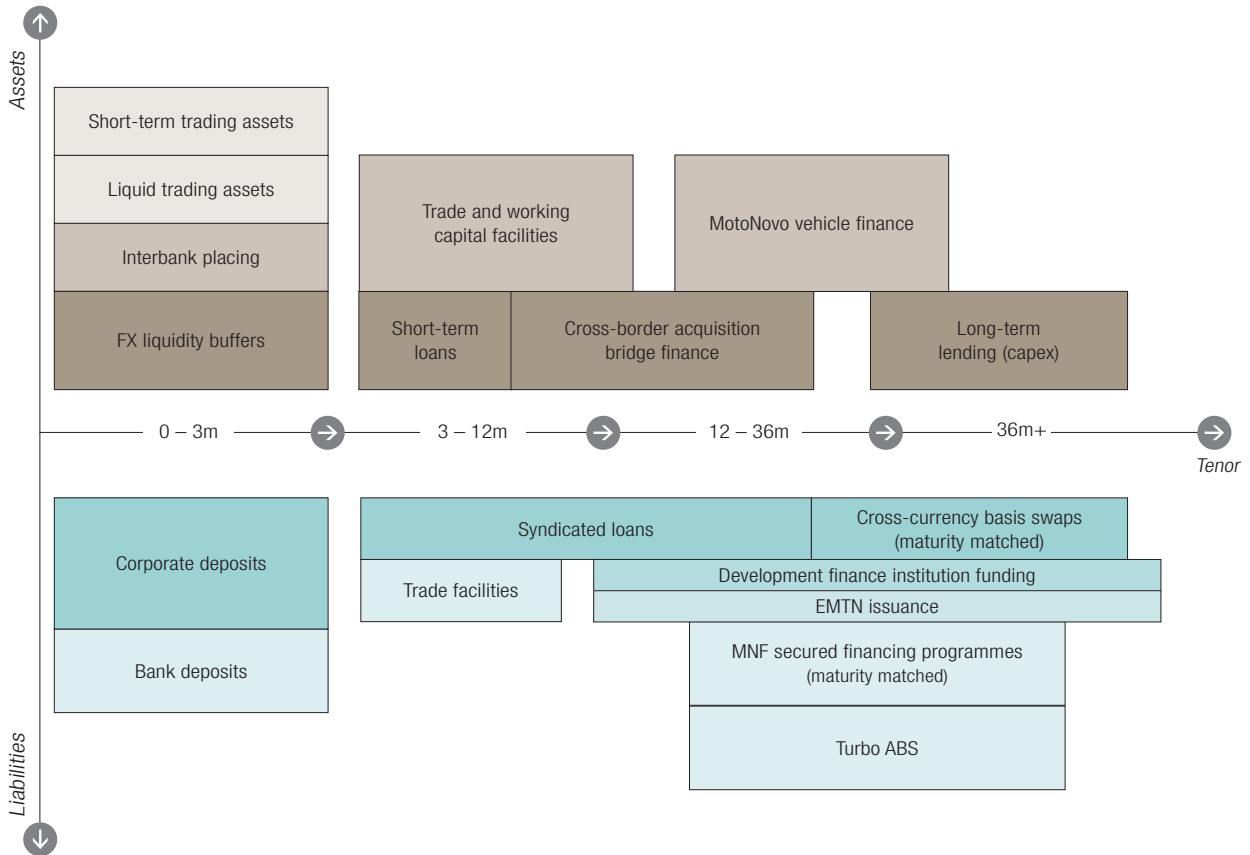 Assets
Short-term trading assets
Liquid trading assets
Interbank placing
FX liquidity buffers
Trade and working
capital facilities
MotoNovo vehicle finance
Short-term
loans
Cross-border acquisition
bridge finance
Long-term
lending (capex)
0 – 3m
3 – 12m
12 – 36m
36m+
Tenor
Corporate deposits
Bank deposits
Syndicated loans
Cross-currency basis swaps
(maturity matched)
Trade facilities
Development finance institution funding
EMTN issuance
MNF secured financing programmes
(maturity matched)
Turbo ABS
Liabilities